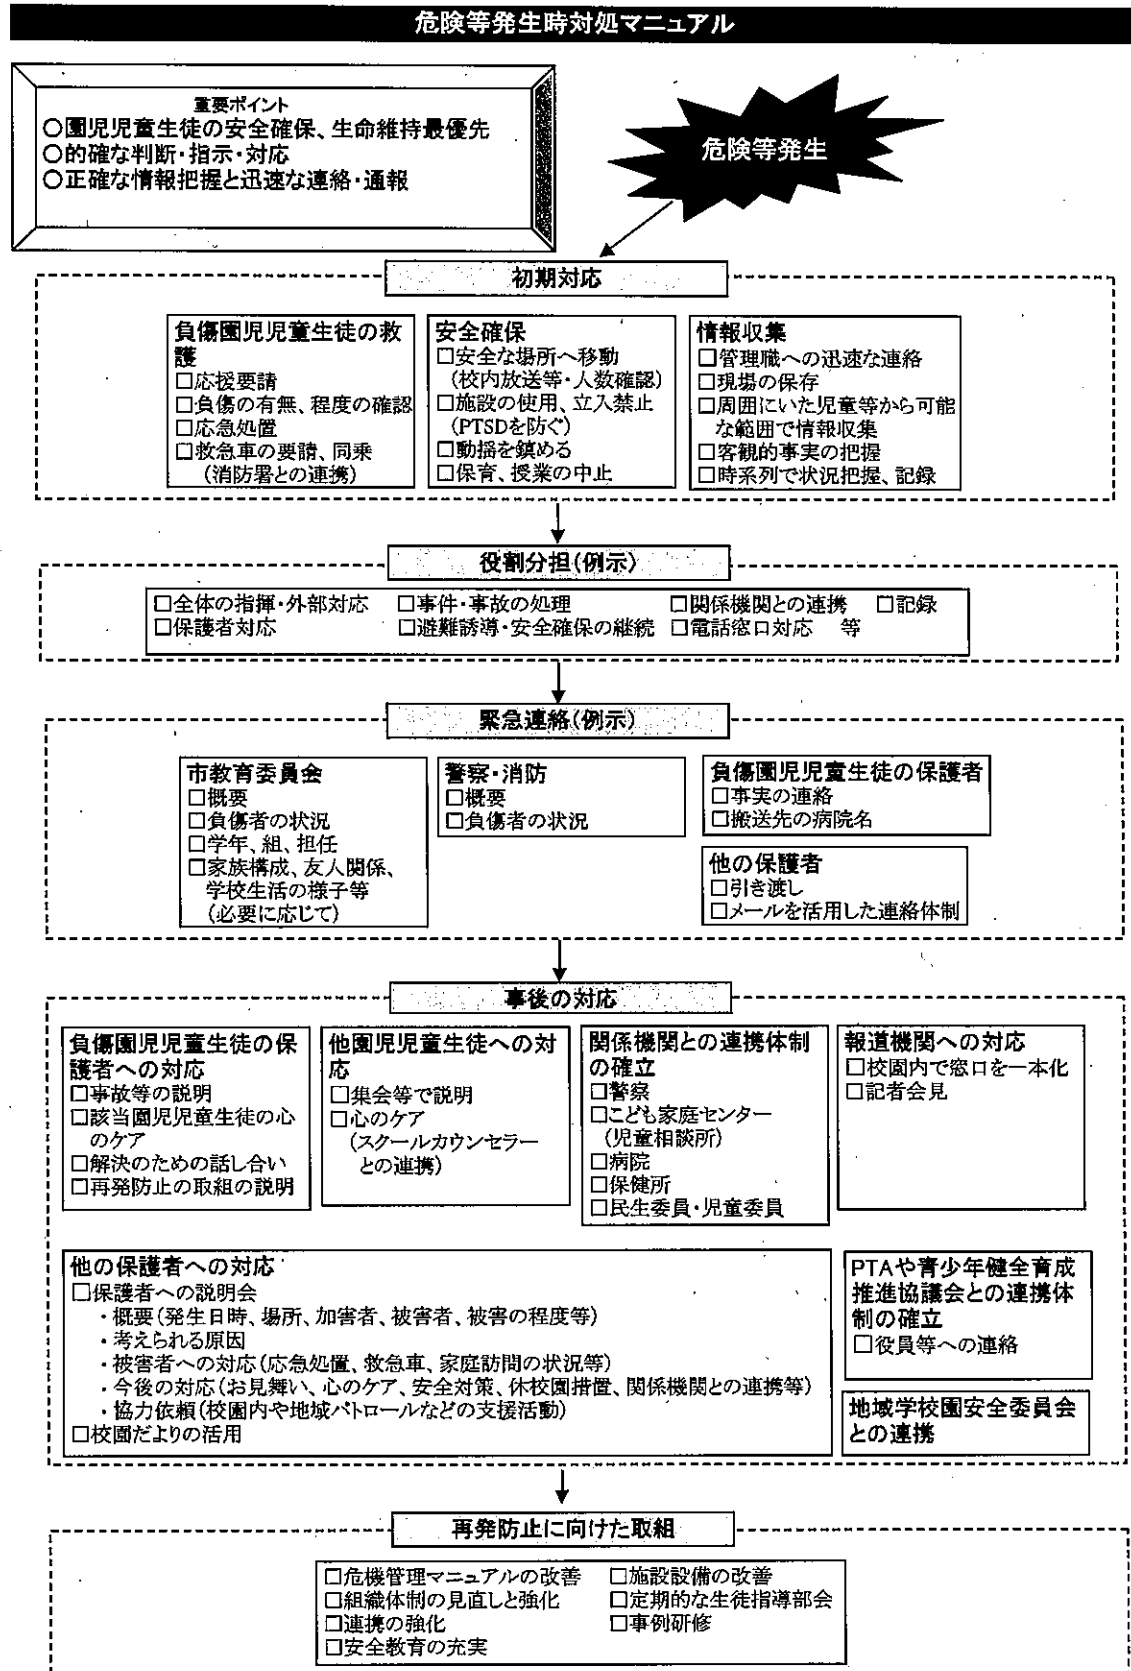 危険等発生時対処マニュアル
重要ポイント
○園児児童生徒の安全確保、生命維持最優先
○的確な判断・指示・対応
○正確な情報把握と迅速な連絡・通報
危険等発生
初期対応
負傷園児児童生徒の救
護
□応援要請
□負傷の有無、程度の確認
□応急処置
□救急車の要請、同乗
(消防署との連携)
安全確保
□安全な場所へ移動
(校内放送等・人数確認)
□施設の使用、立入禁止
(PTSDを防ぐ)
□動揺を鎮める
□保育、授業の中止
情報収集
□管理職への迅速な連絡
□現場の保存
□周囲にいた児童等から可能
な範囲で情報収集
□客観的事実の把握
□時系列で状況把握、記録
役割分担(例示)
□全体の指揮・外部対応 □事件・事故の処理 □関係機関との連携 □記録
□保護者対応 □避難誘導・安全確保の継続 □電話窓口対応 等
緊急連絡(例示)
市教育委員会
□概要
□負傷者の状況
□学年、組、担任
□家族構成、友人関係、
学校生活の様子等
(必要に応じて)
警察・消防
□概要
□負傷者の状況
負傷園児児童生徒の保護者
□事実の連絡
□搬送先の病院名
他の保護者
□引き渡し
□メールを活用した連絡体制
事後の対応
負傷園児児童生徒の保
護者への対応
□事故等の説明
□該当園児児童生徒の心
のケア
□解決のための話し合い
□再発防止の取組の説明
他園児児童生徒への対
応
□集会等で説明
□心のケア
(スクールカウンセラー
との連携)
関係機関との連携体制
の確立
□警察
□こども家庭センター
(児童相談所)
□病院
□保健所
□民生委員・児童委員
報道機関への対応
□校園内で窓口を一本化
□記者会見
他の保護者への対応
□保護者への説明会
・概要(発生日時、場所、加害者、被害者、被害の程度等)
・考えられる原因
・被害者への対応(応急処置、救急車、家庭訪問の状況等)
・今後の対応(お見舞い、心のケア、安全対策、休校園措置、関係機関との連携等)
・協力依頼(校園内や地域パトロールなどの支援活動)
□校園だよりの活用
PTAや青少年健全育成
推進協議会との連携体
制の確立
□役員等への連絡
地域学校園安全委員会
との連携
再発防止に向けた取組
□危機管理マニュアルの改善 □施設設備の改善
□組織体制の見直しと強化 □定期的な生徒指導部会
□連携の強化 □事例研修
□安全教育の充実